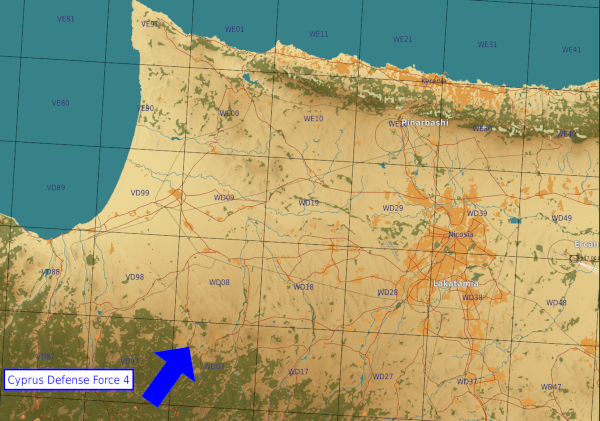 VE81
VE91
WE01
WE11
WE21
WE31
WE41
VE80
VE90
WE00
WE10
Kyrenia
Pinarbashi
WE40
VD89
VD99
WD09
WD19
WD29
WD39
WD49
Nicosia
Ercan
VD88
VD98
WD08
WD18
WD28
Lakatamia
WD38
WD48
WD07
WD17
WD27
WD37
WD47
Cyprus Defense Force 4